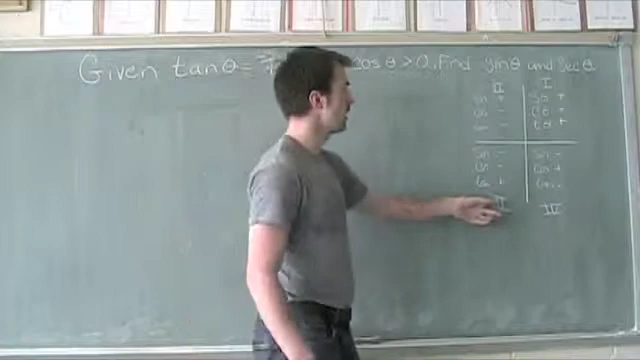 Given tanθ = cos θ > 0. Find sinθ and secθ.
II I
sin + sin +
cos - cos +
tan - tan +
sin - sin -
cos - cos +
tan + tan -
IV